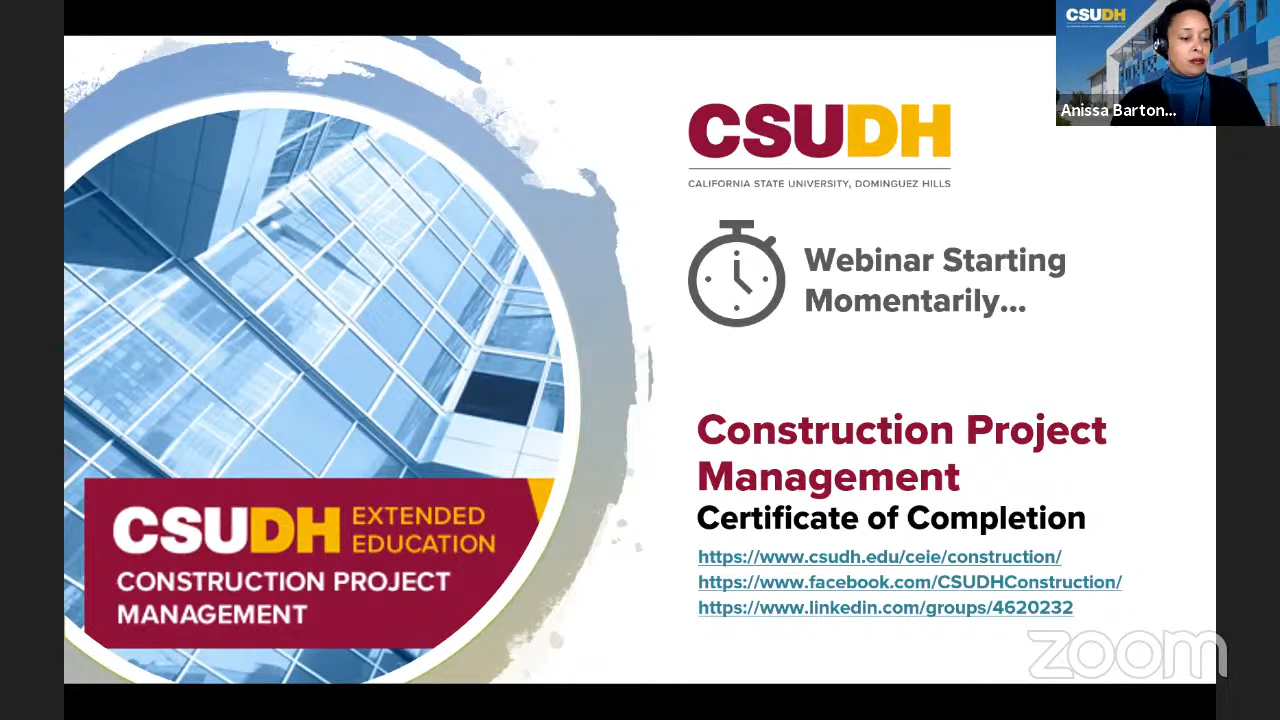 CSUDH
Anissa Barton...
CSUDH
CALIFORNIA STATE UNIVERSITY, DOMINGUEZ HILLS
Webinar Starting
Momentarily...
Construction Project
Management
Certificate of Completion
https://www.csudh.edu/ceie/construction/
https://www.facebook.com/CSUDHConstruction/
https://www.linkedin.com/groups/4620232
CSUDH EXTENDED
EDUCATION
CONSTRUCTION PROJECT
MANAGEMENT
zoom